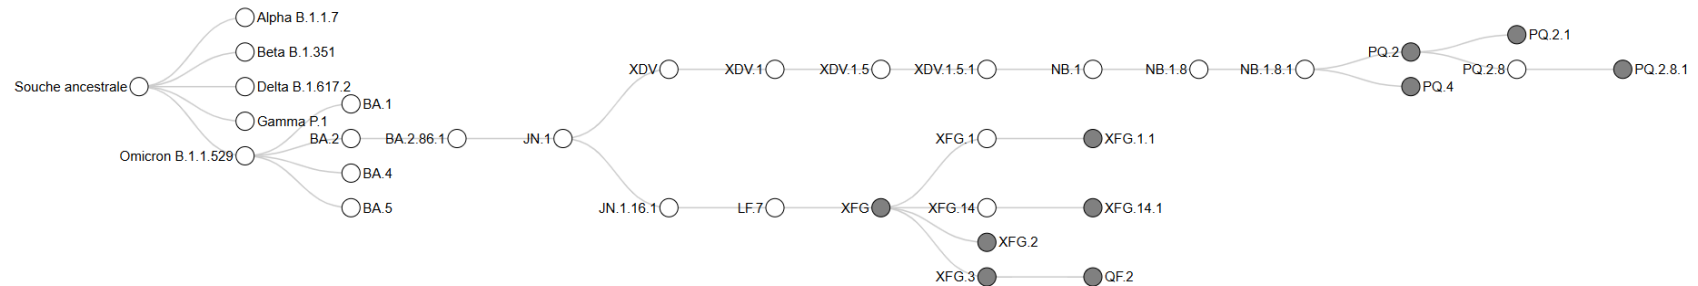 Alpha B.1.1.7
PQ.2.1
Beta B.1.351
PQ.2
XDV
XDV.1
XDV.1.5
XDV.1.5.1
NB.1
NB.1.8
NB.1.8.1
PQ.2.8
PQ.2.8.1
Souche ancestrale
Delta B.1.617.2
PQ.4
BA.1
Gamma P.1
BA.2
BA.2.86.1
JN.1
XFG.1
XFG.1.1
Omicron B.1.1.529
BA.4
BA.5
JN.1.16.1
LF.7
XFG
XFG.14
XFG.14.1
XFG.2
XFG.3
QF.2